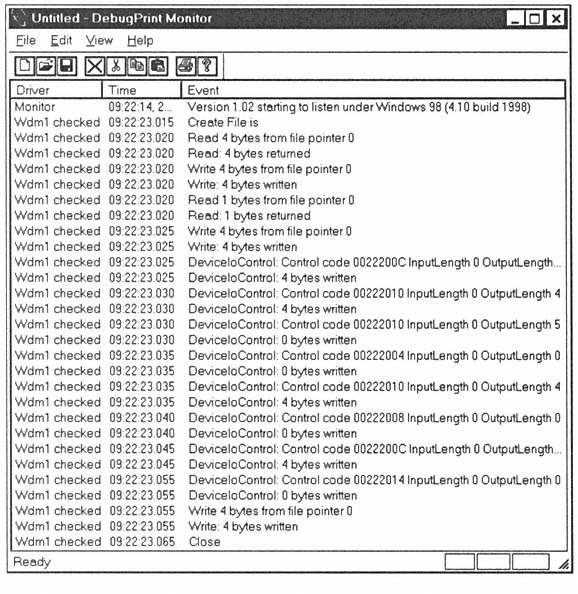 Untitled - DebugPrint Monitor
File Edit View Help
Driver Time Event
Monitor 09:22:14, 2... Version 1.02 starting to listen under Windows 98 (4.10 build 1998)
Wdm1 checked 09:22:23.015 Create File is
Wdm1 checked 09:22:23.020 Read 4 bytes from file pointer 0
Wdm1 checked 09:22:23.020 Read: 4 bytes returned
Wdm1 checked 09:22:23.020 Write 4 bytes from file pointer 0
Wdm1 checked 09:22:23.020 Write: 4 bytes written
Wdm1 checked 09:22:23.020 Read 1 bytes from file pointer 0
Wdm1 checked 09:22:23.020 Read: 1 bytes returned
Wdm1 checked 09:22:23.025 Write 4 bytes from file pointer 0
Wdm1 checked 09:22:23.025 Write: 4 bytes written
Wdm1 checked 09:22:23.025 DeviceIoControl: Control code 0022200C InputLength 0 OutputLength...
Wdm1 checked 09:22:23.025 DeviceIoControl: 4 bytes written
Wdm1 checked 09:22:23.030 DeviceIoControl: Control code 00222010 InputLength 0 OutputLength 4
Wdm1 checked 09:22:23.030 DeviceIoControl: 4 bytes written
Wdm1 checked 09:22:23.030 DeviceIoControl: Control code 00222010 InputLength 0 OutputLength 5
Wdm1 checked 09:22:23.030 DeviceIoControl: 0 bytes written
Wdm1 checked 09:22:23.035 DeviceIoControl: Control code 00222004 InputLength 0 OutputLength 0
Wdm1 checked 09:22:23.035 DeviceIoControl: 0 bytes written
Wdm1 checked 09:22:23.035 DeviceIoControl: Control code 00222010 InputLength 0 OutputLength 4
Wdm1 checked 09:22:23.035 DeviceIoControl: 4 bytes written
Wdm1 checked 09:22:23.040 DeviceIoControl: Control code 00222008 InputLength 0 OutputLength 0
Wdm1 checked 09:22:23.040 DeviceIoControl: 0 bytes written
Wdm1 checked 09:22:23.045 DeviceIoControl: Control code 0022200C InputLength 0 OutputLength...
Wdm1 checked 09:22:23.045 DeviceIoControl: 4 bytes written
Wdm1 checked 09:22:23.055 DeviceIoControl: Control code 00222014 InputLength 0 OutputLength 0
Wdm1 checked 09:22:23.055 DeviceIoControl: 0 bytes written
Wdm1 checked 09:22:23.055 Write 4 bytes from file pointer 0
Wdm1 checked 09:22:23.055 Write: 4 bytes written
Wdm1 checked 09:22:23.065 Close
Ready